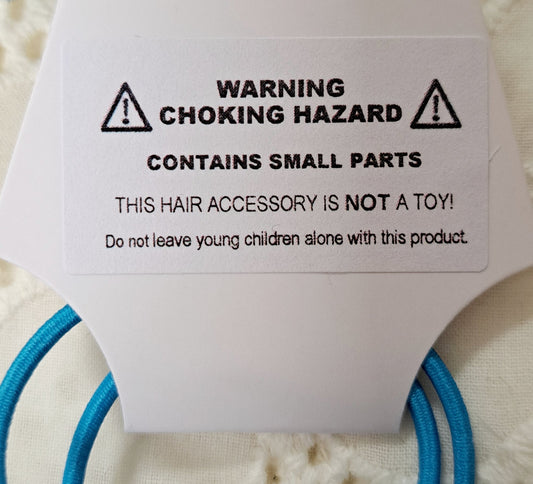 WARNING
CHOKING HAZARD
CONTAINS SMALL PARTS
THIS HAIR ACCESSORY IS NOT A TOY!
Do not leave young children alone with this product.